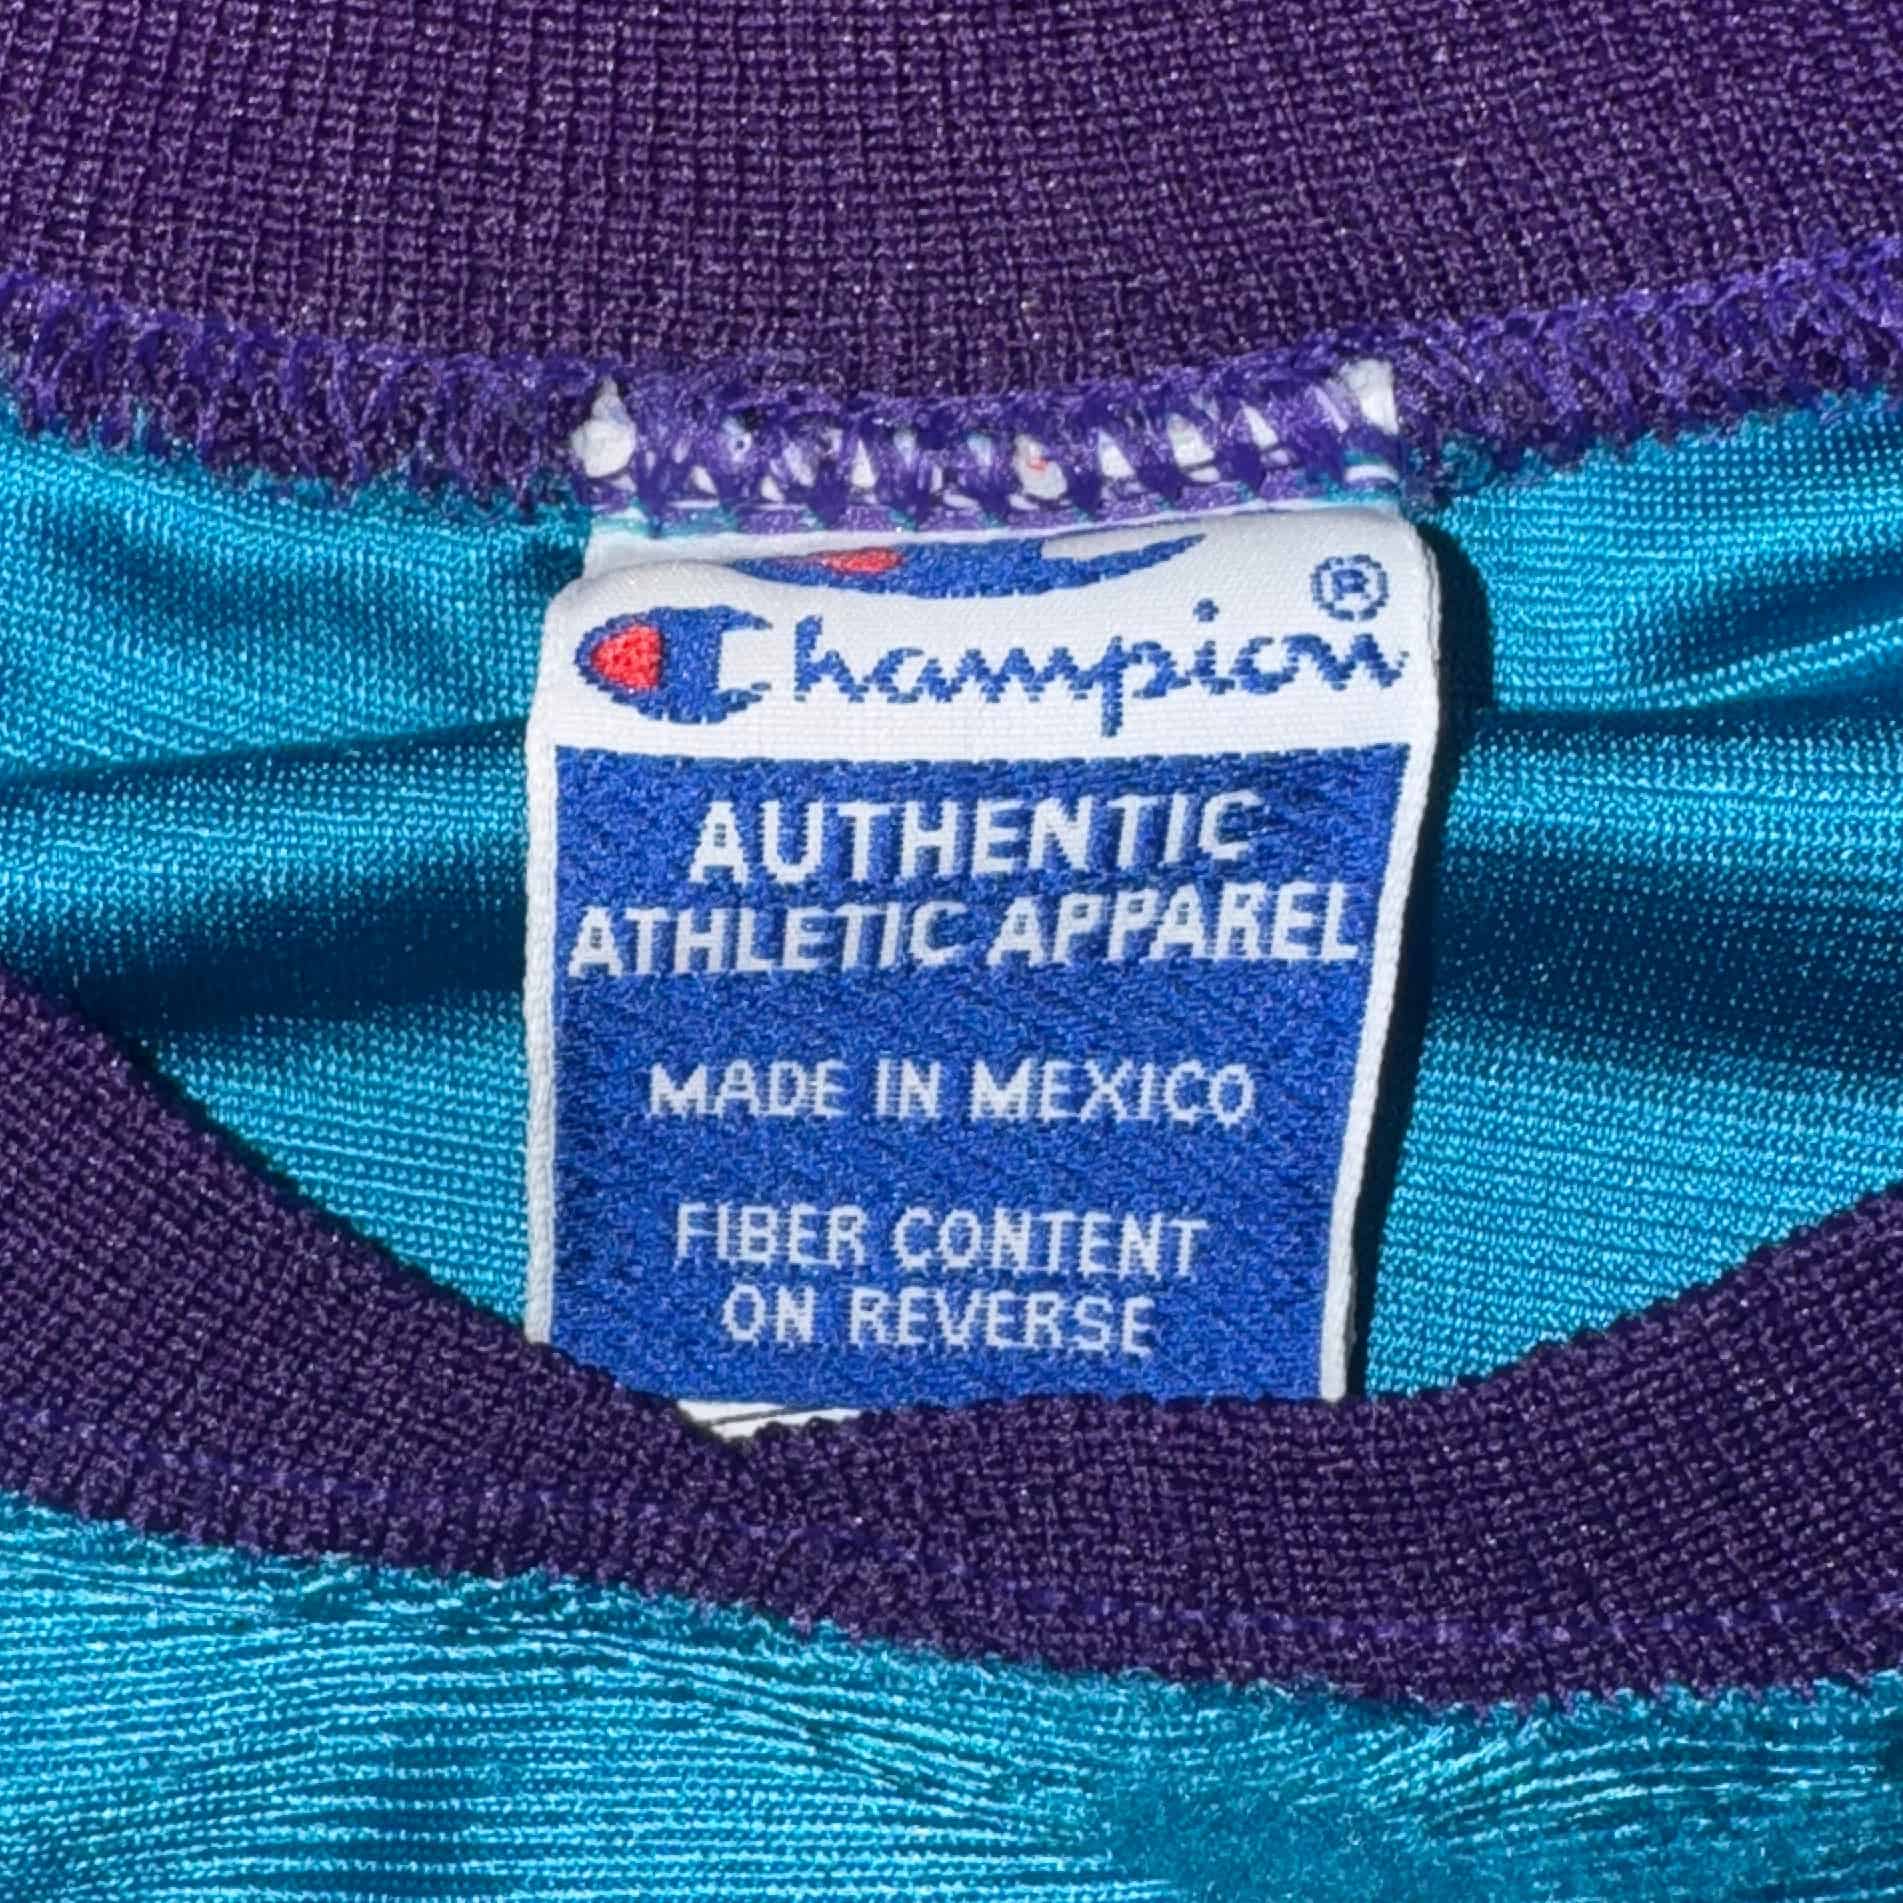 Champion®
AUTHENTIC
ATHLETIC APPAREL
MADE IN MEXICO
FIBER CONTENT
ON REVERSE